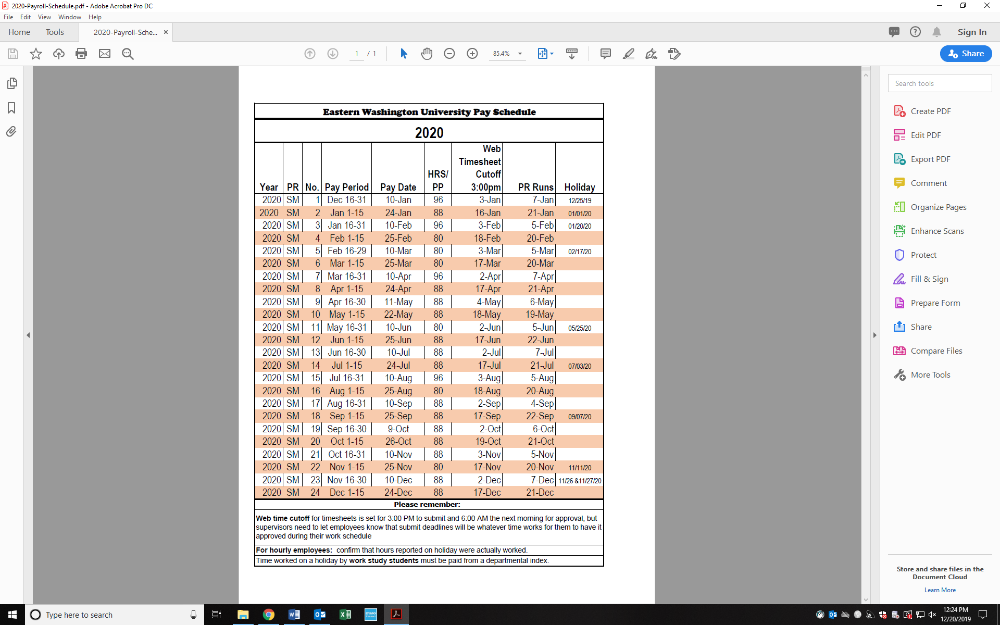 2020-Payroll-Schedule.pdf - Adobe Acrobat Pro DC
File Edit View Window Help
Home Tools 2020-Payroll-Sche... × Sign In
1 / 1 85.4% Share
Search tools
Create PDF
Edit PDF
Export PDF
Comment
Organize Pages
Enhance Scans
Protect
Fill & Sign
Prepare Form
Share
Compare Files
More Tools
Store and share files in the
Document Cloud
Learn More
Eastern Washington University Pay Schedule
2020
Year PR No. Pay Period Pay Date HRS/ PP Web Timesheet Cutoff 3:00pm PR Runs Holiday
2020 SM 1 Dec 16-31 10-Jan 96 3-Jan 7-Jan 12/25/19
2020 SM 2 Jan 1-15 24-Jan 88 16-Jan 21-Jan 01/01/20
2020 SM 3 Jan 16-31 10-Feb 96 3-Feb 5-Feb 01/20/20
2020 SM 4 Feb 1-15 25-Feb 80 18-Feb 20-Feb
2020 SM 5 Feb 16-29 10-Mar 80 3-Mar 5-Mar 02/17/20
2020 SM 6 Mar 1-15 25-Mar 80 17-Mar 20-Mar
2020 SM 7 Mar 16-31 10-Apr 96 2-Apr 7-Apr
2020 SM 8 Apr 1-15 24-Apr 88 17-Apr 21-Apr
2020 SM 9 Apr 16-30 11-May 88 4-May 6-May
2020 SM 10 May 1-15 22-May 88 18-May 19-May
2020 SM 11 May 16-31 10-Jun 80 2-Jun 5-Jun 05/25/20
2020 SM 12 Jun 1-15 25-Jun 88 17-Jun 22-Jun
2020 SM 13 Jun 16-30 10-Jul 88 2-Jul 7-Jul
2020 SM 14 Jul 1-15 24-Jul 88 17-Jul 21-Jul 07/03/20
2020 SM 15 Jul 16-31 10-Aug 96 3-Aug 5-Aug
2020 SM 16 Aug 1-15 25-Aug 80 18-Aug 20-Aug
2020 SM 17 Aug 16-31 10-Sep 88 2-Sep 4-Sep
2020 SM 18 Sep 1-15 25-Sep 88 17-Sep 22-Sep 09/07/20
2020 SM 19 Sep 16-30 9-Oct 88 2-Oct 6-Oct
2020 SM 20 Oct 1-15 26-Oct 88 19-Oct 21-Oct
2020 SM 21 Oct 16-31 10-Nov 88 3-Nov 5-Nov
2020 SM 22 Nov 1-15 25-Nov 80 17-Nov 20-Nov 11/11/20
2020 SM 23 Nov 16-30 10-Dec 88 2-Dec 7-Dec 11/26 &11/27/20
2020 SM 24 Dec 1-15 24-Dec 88 17-Dec 21-Dec
Please remember:
Web time cutoff for timesheets is set for 3:00 PM to submit and 6:00 AM the next morning for approval, but
supervisors need to let employees know that submit deadlines will be whatever time works for them to have it
approved during their work schedule
For hourly employees: confirm that hours reported on holiday were actually worked.
Time worked on a holiday by work study students must be paid from a departmental index.
Type here to search
DYMO
12:24 PM
12/20/2019